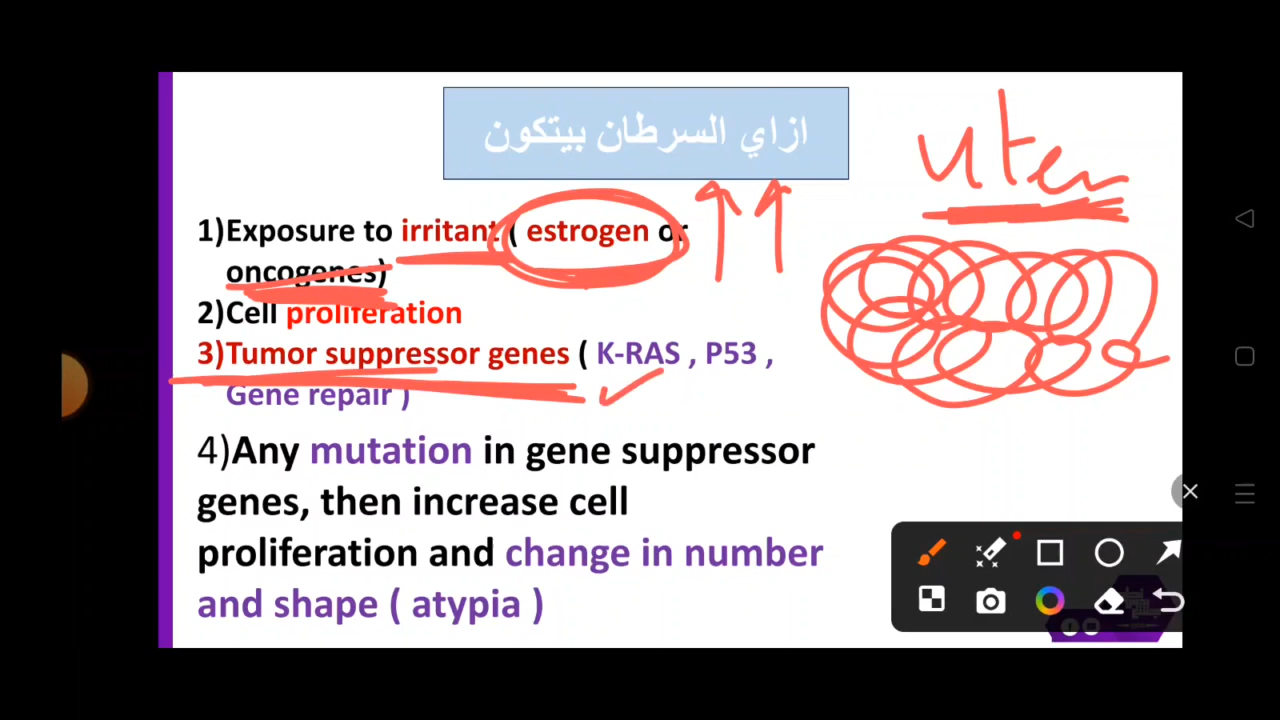 ازاي السرطان بيتكون
uter
1)Exposure to irritant ( estrogen or
oncogenes)
2)Cell proliferation
3)Tumor suppressor genes ( K-RAS , P53 ,
Gene repair )
4)Any mutation in gene suppressor
genes, then increase cell
proliferation and change in number
and shape ( atypia )